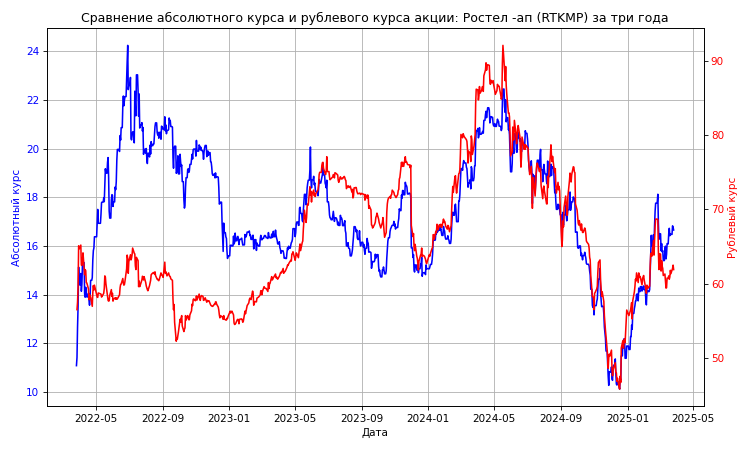 Сравнение абсолютного курса и рублевого курса акции: Ростел -ап (RTKMP) за три года
24
22
20
18
16
14
12
10
Абсолютный курс
90
80
70
60
50
Рублевый курс
2022-05 2022-09 2023-01 2023-05 2023-09 2024-01 2024-05 2024-09 2025-01 2025-05
Дата